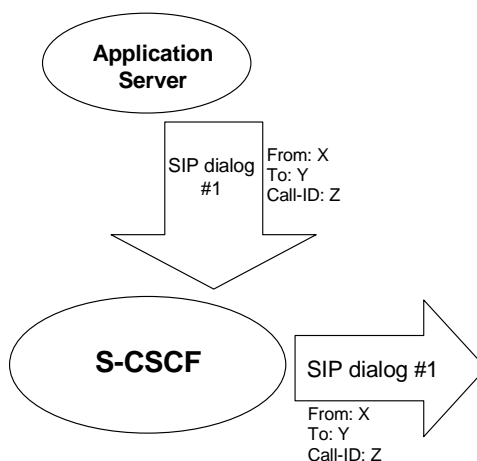 Application
Server
SIP dialog
#1
From: X
To: Y
Call-ID: Z
S-CSCF
SIP dialog #1
From: X
To: Y
Call-ID: Z